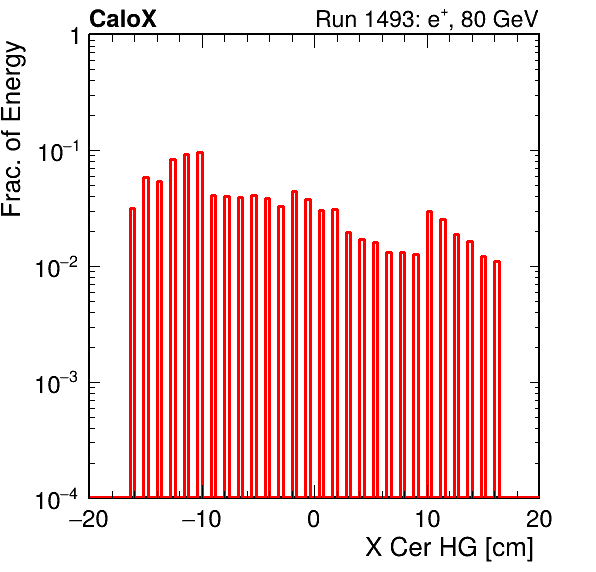 CaloX Run 1493: e⁺, 80 GeV
Frac. of Energy
1
10⁻¹
10⁻²
10⁻³
10⁻⁴
−20 −10 0 10 20
X Cer HG [cm]